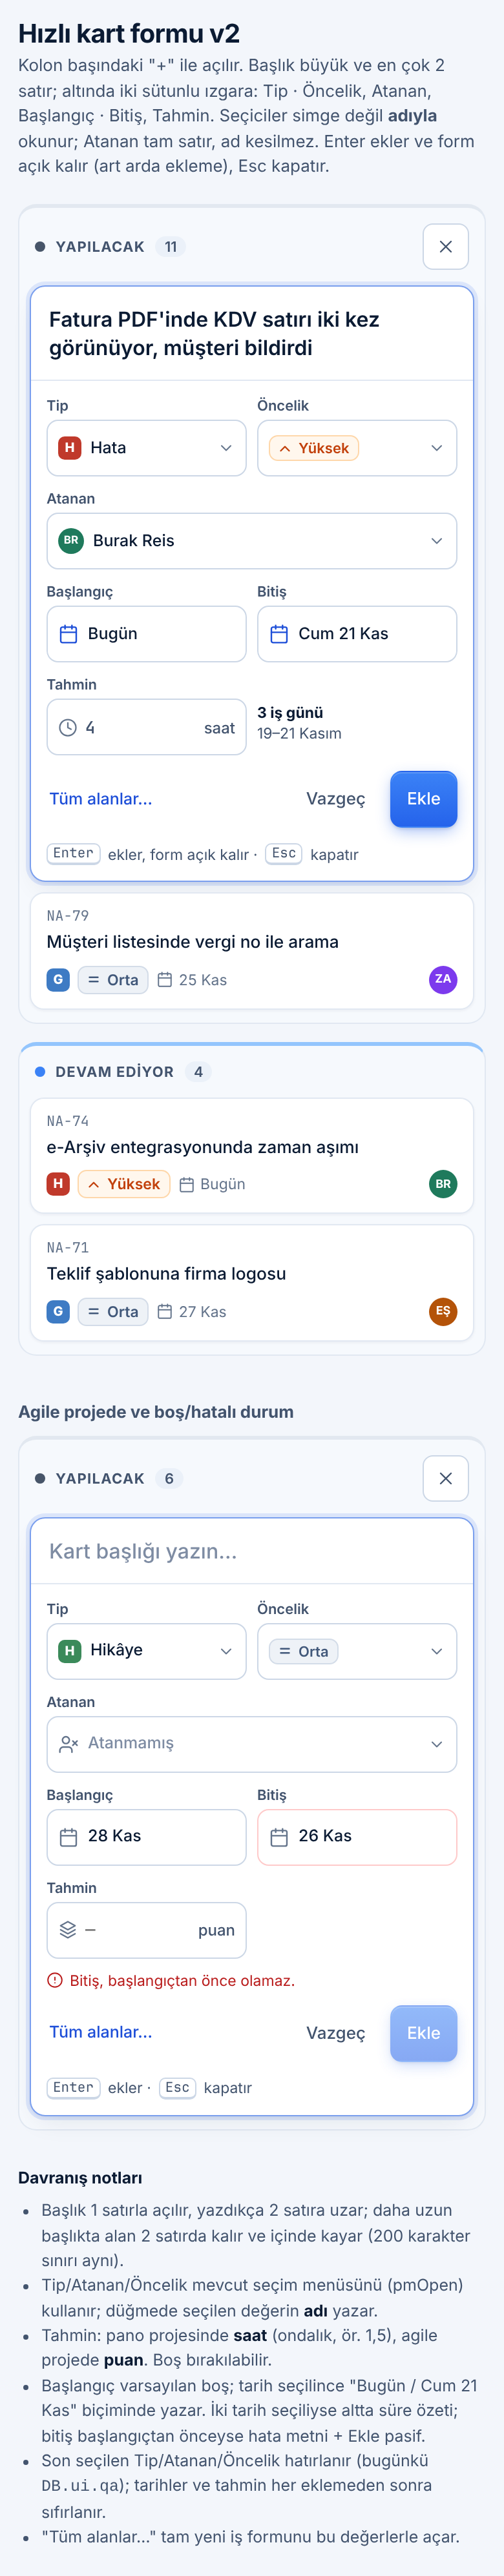 Hızlı kart formu v2
Kolon başındaki "+" ile açılır. Başlık büyük ve en çok 2
satır; altında iki sütunlu ızgara: Tip · Öncelik, Atanan,
Başlangıç · Bitiş, Tahmin. Seçiciler simge değil adıyla
okunur; Atanan tam satır, ad kesilmez. Enter ekler ve form
açık kalır (art arda ekleme), Esc kapatır.
YAPILACAK 11
Fatura PDF'inde KDV satırı iki kez
görünüyor, müşteri bildirdi
Tip Öncelik
H Hata Yüksek
Atanan
BR Burak Reis
Başlangıç Bitiş
Bugün Cum 21 Kas
Tahmin
4 saat
3 iş günü
19–21 Kasım
Tüm alanlar... Vazgeç Ekle
Enter ekler, form açık kalır · Esc kapatır
NA-79
Müşteri listesinde vergi no ile arama
G Orta 25 Kas ZA
DEVAM EDİYOR 4
NA-74
e-Arşiv entegrasyonunda zaman aşımı
H Yüksek Bugün BR
NA-71
Teklif şablonuna firma logosu
G Orta 27 Kas EŞ
Agile projede ve boş/hatalı durum
YAPILACAK 6
Kart başlığı yazın...
Tip Öncelik
H Hikâye Orta
Atanan
Atanmamış
Başlangıç Bitiş
28 Kas 26 Kas
Tahmin
– puan
Bitiş, başlangıçtan önce olamaz.
Tüm alanlar... Vazgeç Ekle
Enter ekler · Esc kapatır
Davranış notları
• Başlık 1 satırla açılır, yazdıkça 2 satıra uzar; daha uzun
başlıkta alan 2 satırda kalır ve içinde kayar (200 karakter
sınırı aynı).
• Tip/Atanan/Öncelik mevcut seçim menüsünü (pmOpen)
kullanır; düğmede seçilen değerin adı yazar.
• Tahmin: pano projesinde saat (ondalık, ör. 1,5), agile
projede puan. Boş bırakılabilir.
• Başlangıç varsayılan boş; tarih seçilince "Bugün / Cum 21
Kas" biçiminde yazar. İki tarih seçiliyse altta süre özeti;
bitiş başlangıçtan önceyse hata metni + Ekle pasif.
• Son seçilen Tip/Atanan/Öncelik hatırlanır (bugünkü
DB.ui.qa); tarihler ve tahmin her eklemeden sonra
sıfırlanır.
• "Tüm alanlar..." tam yeni iş formunu bu değerlerle açar.